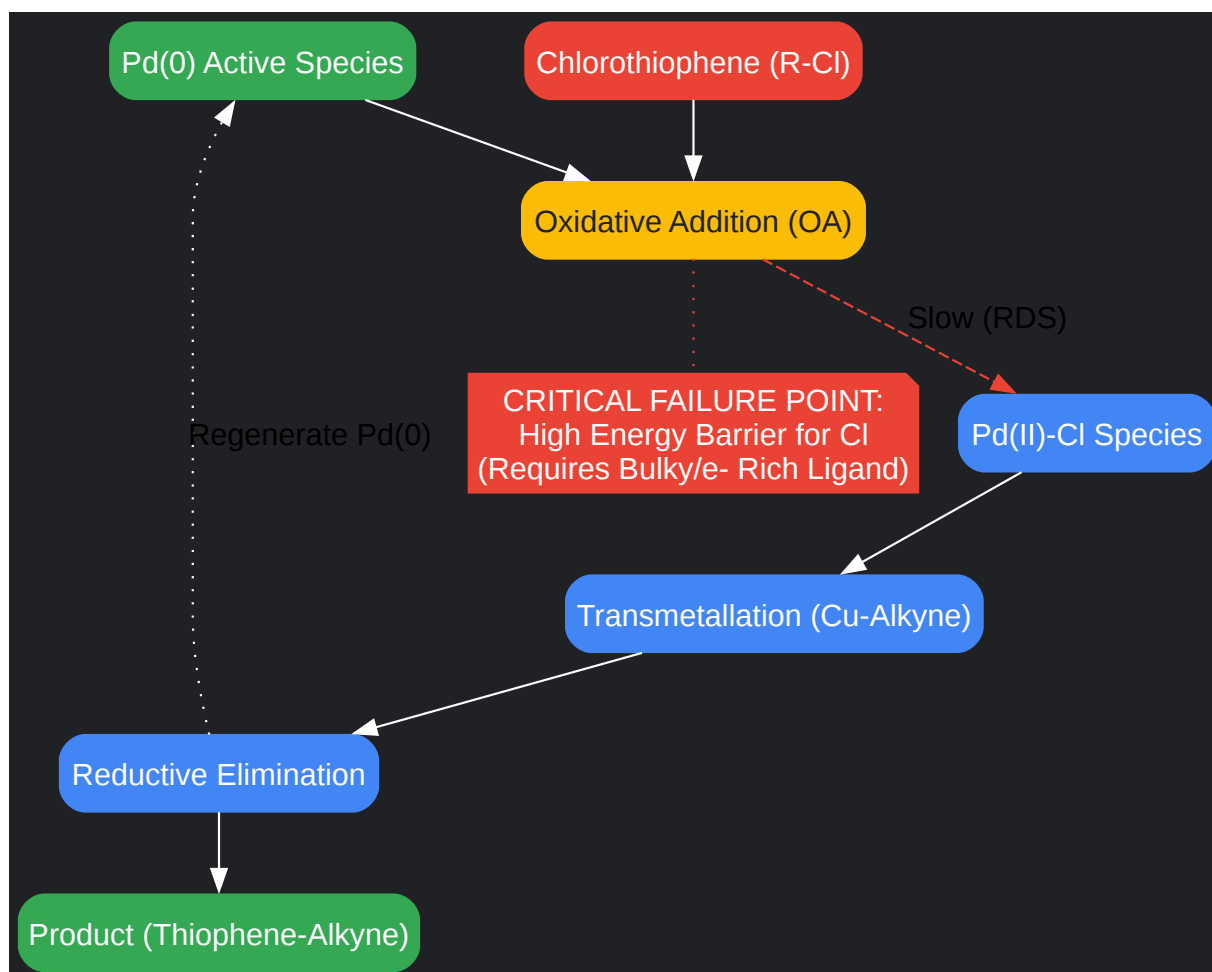 Pd(0) Active Species
Chlorothiophene (R-Cl)
Oxidative Addition (OA)
Slow (RDS)
CRITICAL FAILURE POINT:
High Energy Barrier for Cl
(Requires Bulky/e- Rich Ligand)
Pd(II)-Cl Species
Regenerate Pd(0)
Transmetallation (Cu-Alkyne)
Reductive Elimination
Product (Thiophene-Alkyne)